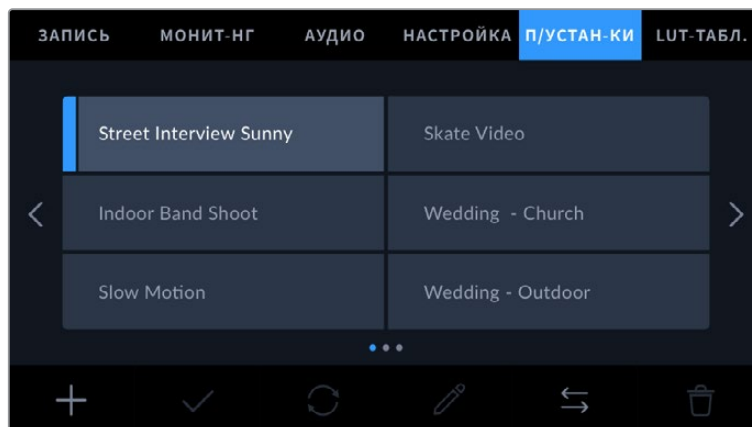 ЗАПИСЬ МОНИТ-НГ АУДИО НАСТРОЙКА П/УСТАН-КИ LUT-ТАБЛ.
Street Interview Sunny Skate Video
Indoor Band Shoot Wedding - Church
Slow Motion Wedding - Outdoor